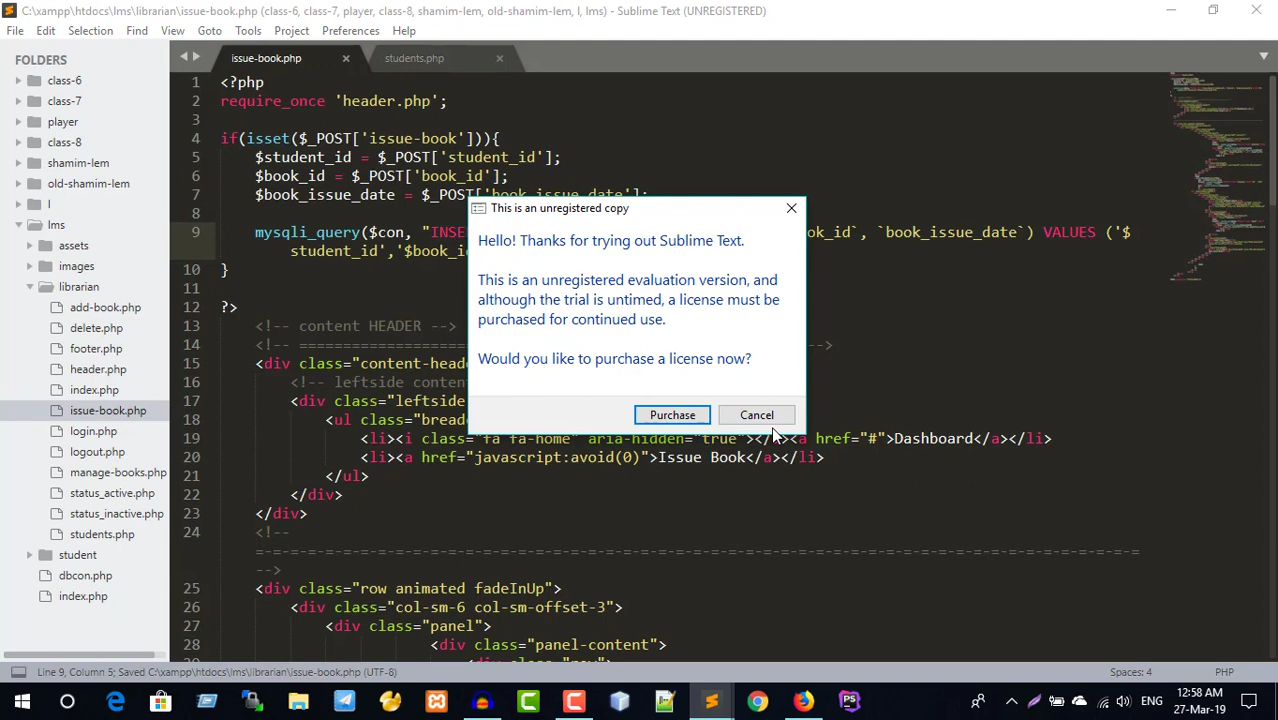 C:\xampp\htdocs\lms\librarian\issue-book.php (class-6, class-7, player, class-8, shamim-lem, old-shamim-lem, l, lms) - Sublime Text (UNREGISTERED)
File Edit Selection Find View Goto Tools Project Preferences Help
FOLDERS
class-6
class-7
player
class-8
shamim-lem
old-shamim-lem
l
lms
assets
images
librarian
add-book.php
delete.php
footer.php
header.php
index.php
issue-book.php
login.php
logout.php
manage-books.php
status_active.php
status_inactive.php
students.php
student
dbcon.php
index.php
issue-book.php students.php
1 <?php
2 require_once 'header.php';
3
4 if(isset($_POST['issue-book'])){
5 $student_id = $_POST['student_id'];
6 $book_id = $_POST['book_id'];
7 $book_issue_date = $_POST['book_issue_date'];
8
9 mysqli_query($con, "INSE ok_id`, `book_issue_date`) VALUES ('$
student_id','$book_i
10 }
11
12 ?>
13 <!-- content HEADER -->
14 <!-- ======================= -->
15 <div class="content-heade
16 <!-- leftside conten
17 <div class="leftside
18 <ul class="bread
19 <li><i class="fa fa-home" aria-hidden="true"></i><a href="#">Dashboard</a></li>
20 <li><a href="javascript:avoid(0)">Issue Book</a></li>
21 </ul>
22 </div>
23 </div>
24 <!--
=-=-=-=-=-=-=-=-=-=-=-=-=-=-=-=-=-=-=-=-=-=-=-=-=-=-=-=-=-=-=-=-=-=-=-=-=
-->
25 <div class="row animated fadeInUp">
26 <div class="col-sm-6 col-sm-offset-3">
27 <div class="panel">
28 <div class="panel-content">
This is an unregistered copy
Hello! Thanks for trying out Sublime Text.
This is an unregistered evaluation version, and
although the trial is untimed, a license must be
purchased for continued use.
Would you like to purchase a license now?
Purchase Cancel
Line 9, Column 5; Saved C:\xampp\htdocs\lms\librarian\issue-book.php (UTF-8) Spaces: 4 PHP
ENG
12:58 AM
27-Mar-19